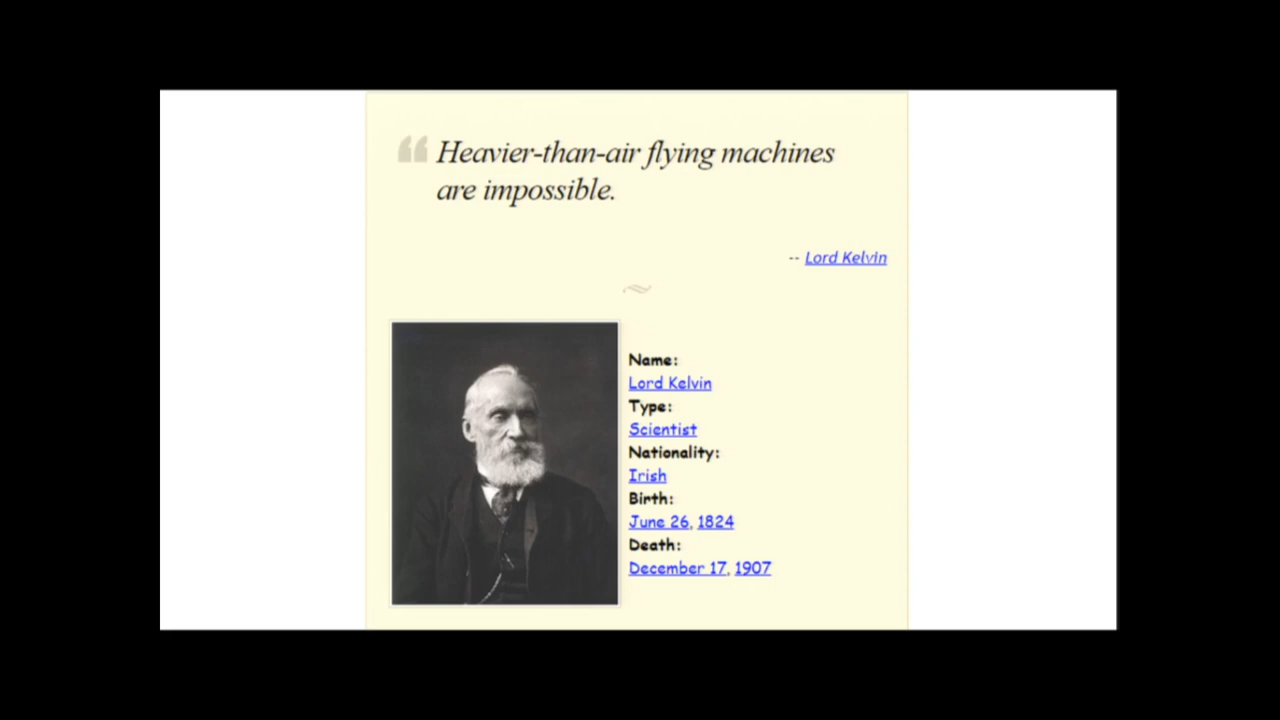 Heavier-than-air flying machines
are impossible.
-- Lord Kelvin
Name:
Lord Kelvin
Type:
Scientist
Nationality:
Irish
Birth:
June 26, 1824
Death:
December 17, 1907